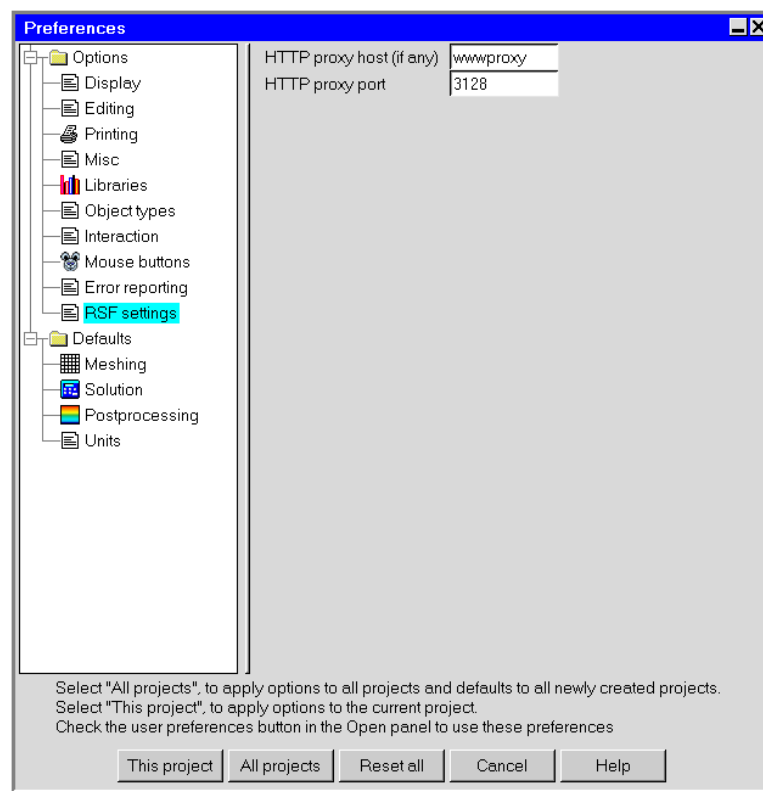 Preferences
Options
HTTP proxy host (if any) wwwproxy
Display
HTTP proxy port 3128
Editing
Printing
Misc
Libraries
Object types
Interaction
Mouse buttons
Error reporting
RSF settings
Defaults
Meshing
Solution
Postprocessing
Units
Select "All projects", to apply options to all projects and defaults to all newly created projects.
Select "This project", to apply options to the current project.
Check the user preferences button in the Open panel to use these preferences
This project All projects Reset all Cancel Help